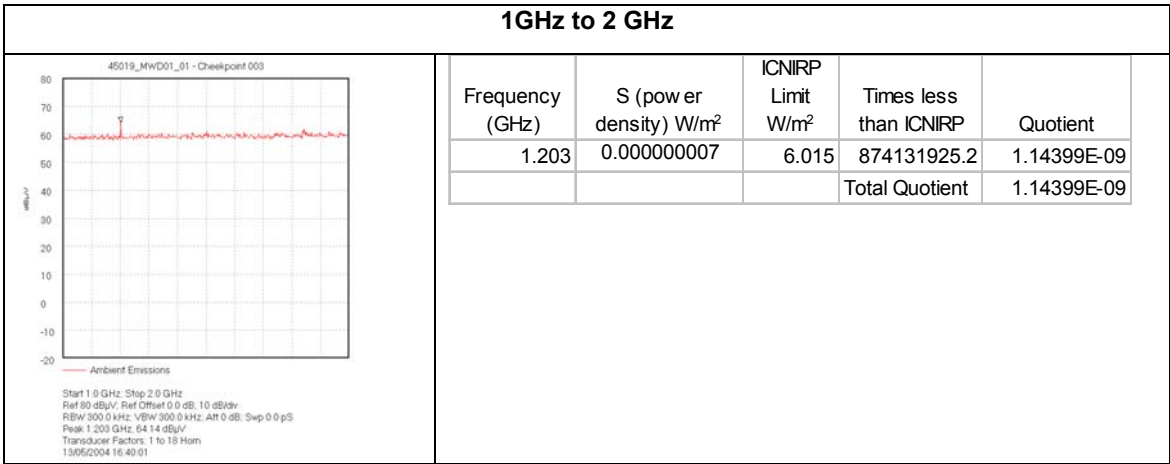 1GHz to 2 GHz
45019_MWD01_01 - Cheekpoint 003
80
70
60
50
40
30
20
10
0
-10
-20
dBµV
Ambient Emissions
Start 1.0 GHz; Stop 2.0 GHz
Ref 80 dBµV; Ref Offset 0.0 dB; 10 dB/div
RBW 300.0 kHz; VBW 300.0 kHz; Att 0 dB; Swp 0.0 pS
Peak 1.203 GHz, 64.14 dBµV
Transducer Factors: 1 to 18 Horn
13/05/2004 16:40:01
Frequency (GHz) S (power density) W/m² ICNIRP Limit W/m² Times less than ICNIRP Quotient
1.203 0.000000007 6.015 874131925.2 1.14399E-09
Total Quotient 1.14399E-09